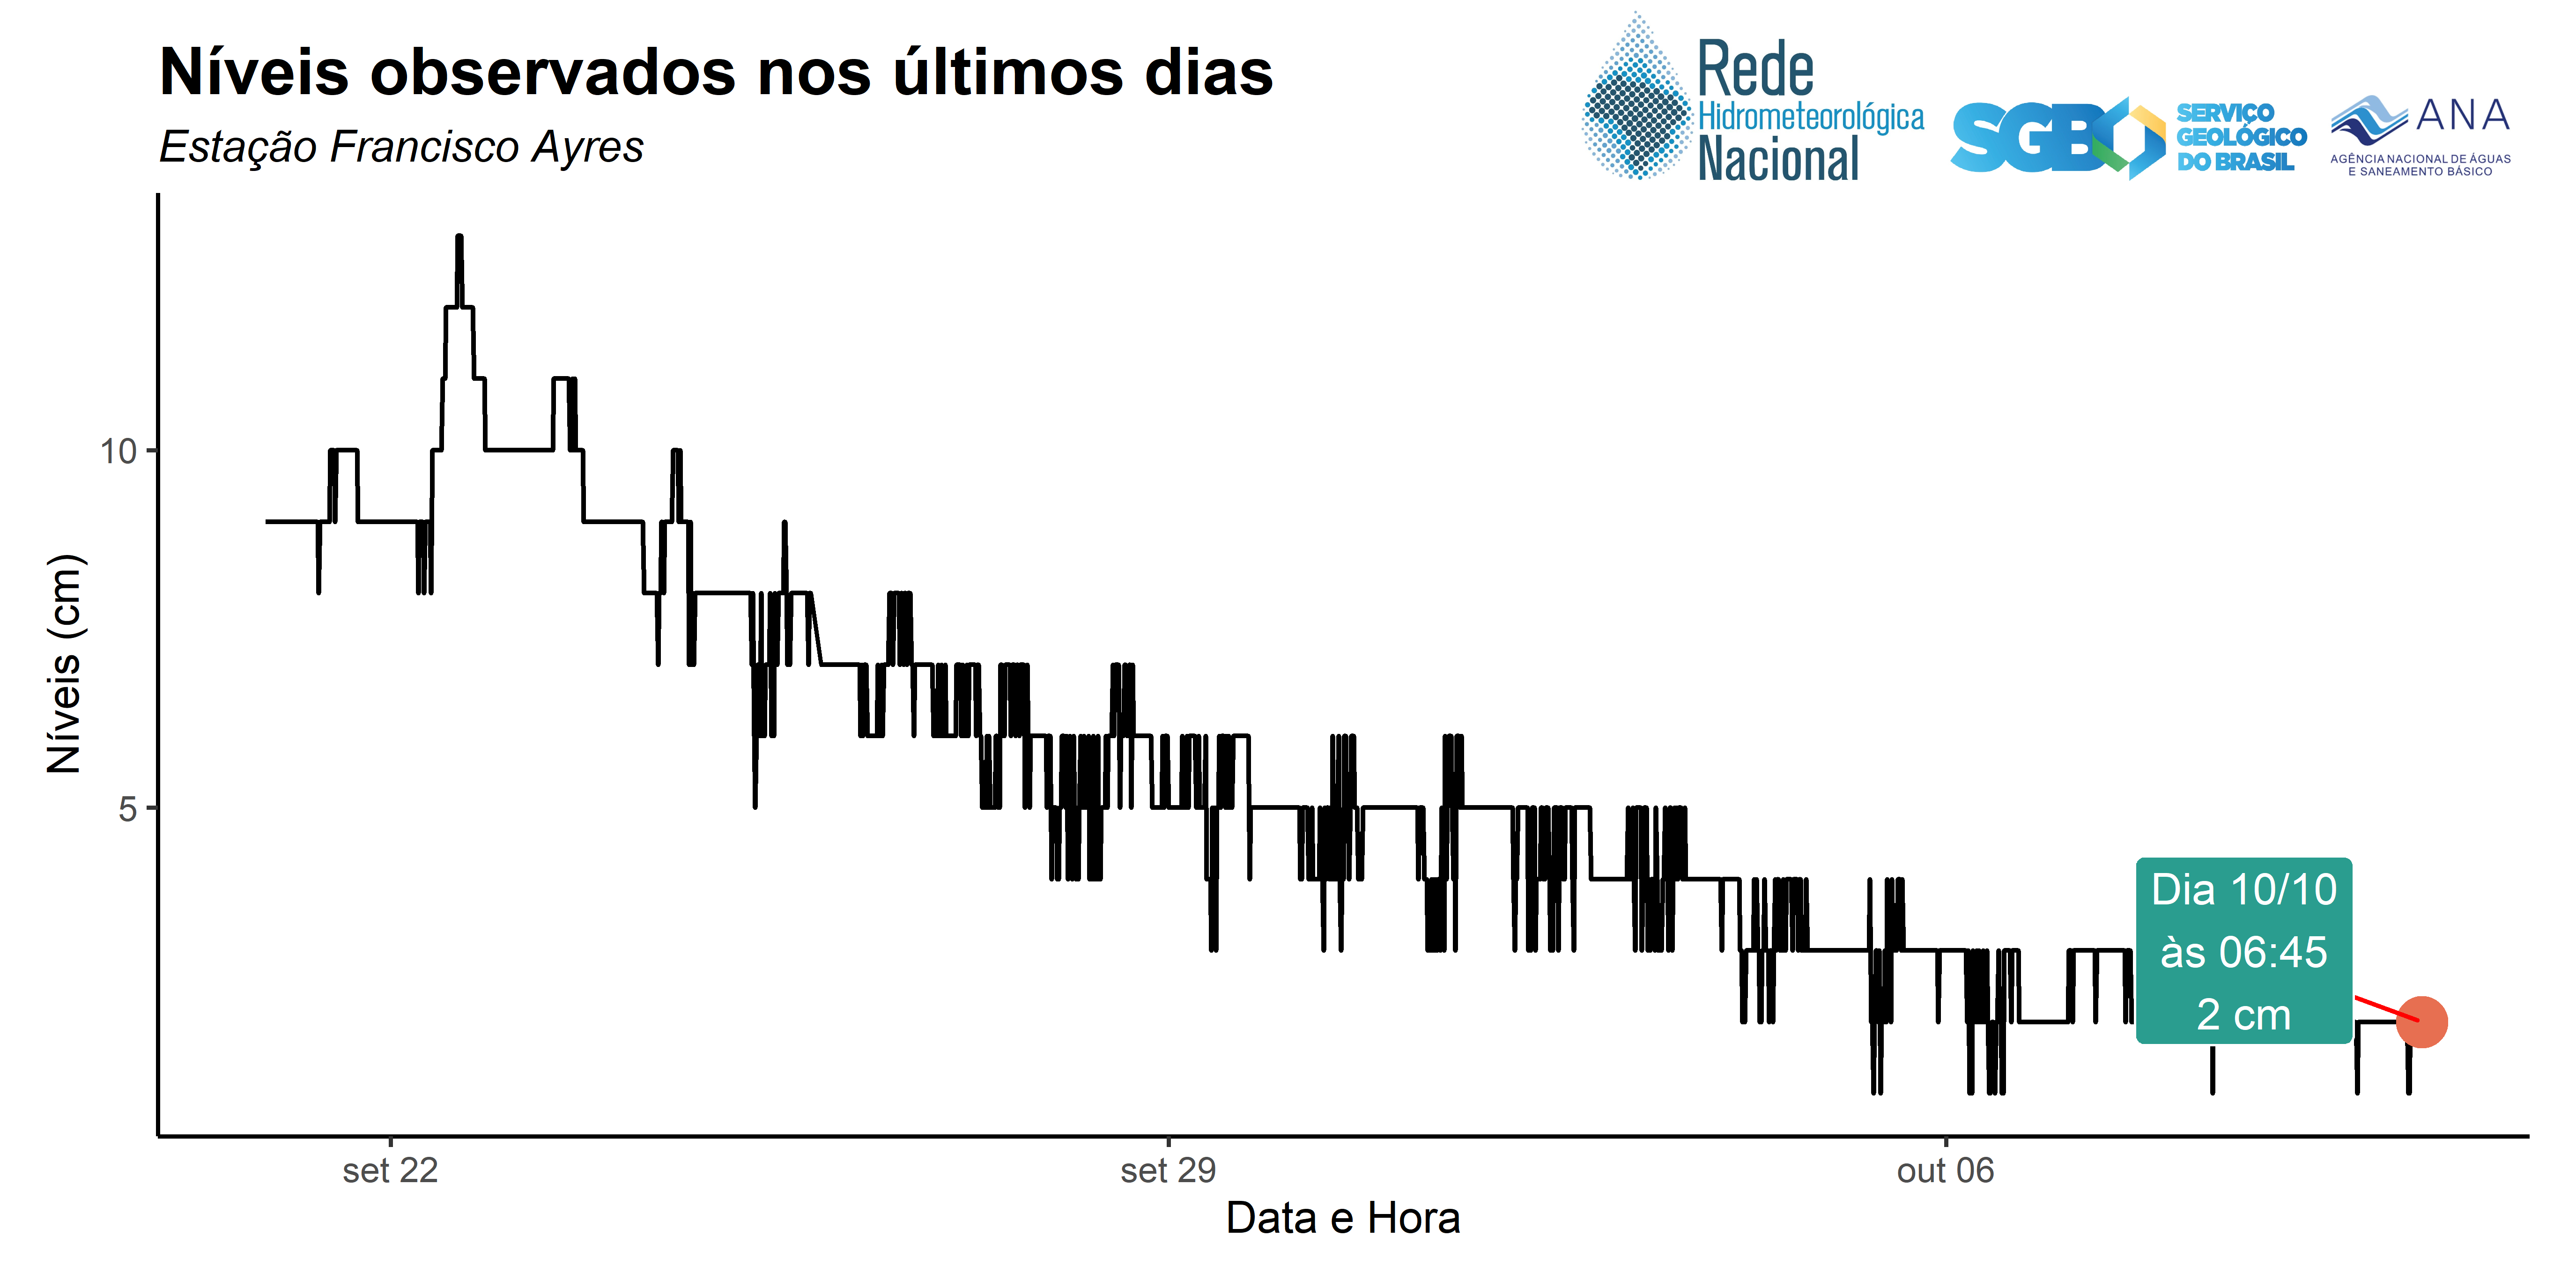 Níveis observados nos últimos dias
Estação Francisco Ayres
Rede
Hidrometeorológica
Nacional
SGB
SERVIÇO
GEOLÓGICO
DO BRASIL
ANA
AGÊNCIA NACIONAL DE ÁGUAS
E SANEAMENTO BÁSICO
Níveis (cm)
10
5
Dia 10/10
às 06:45
2 cm
set 22
set 29
out 06
Data e Hora